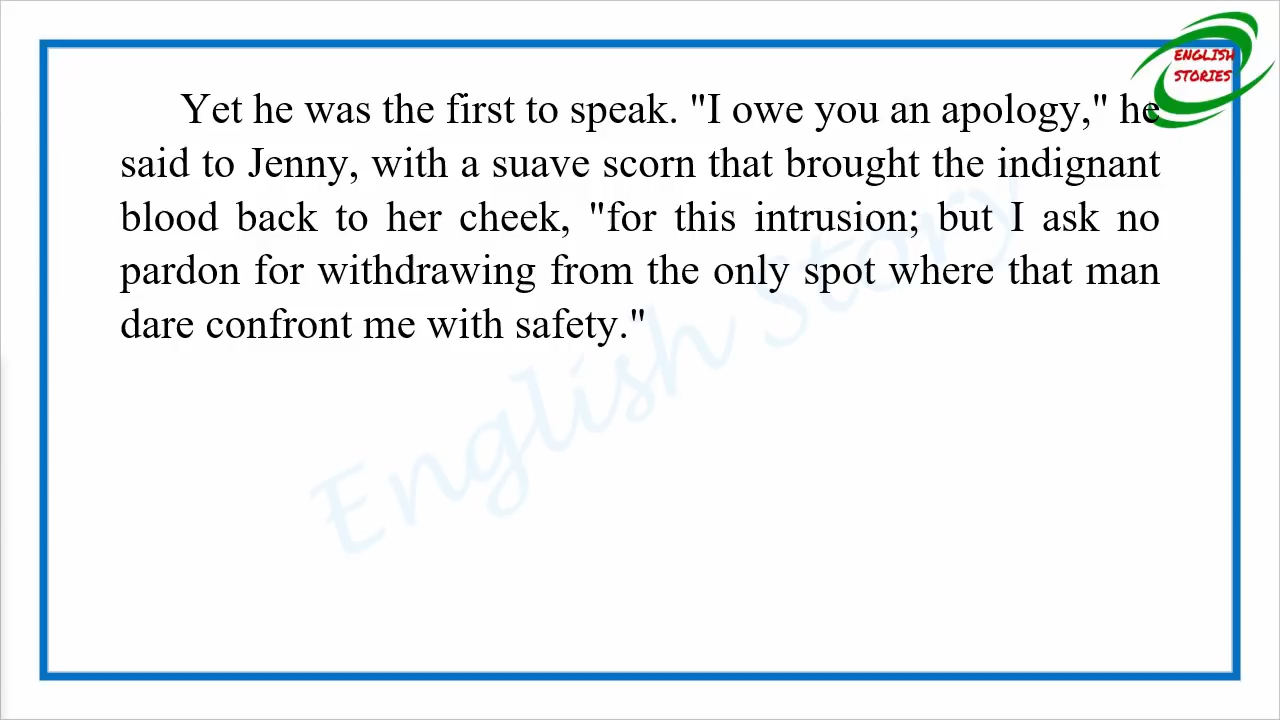 ENGLISH
STORIES
Yet he was the first to speak. "I owe you an apology," he
said to Jenny, with a suave scorn that brought the indignant
blood back to her cheek, "for this intrusion; but I ask no
pardon for withdrawing from the only spot where that man
dare confront me with safety."
English Story